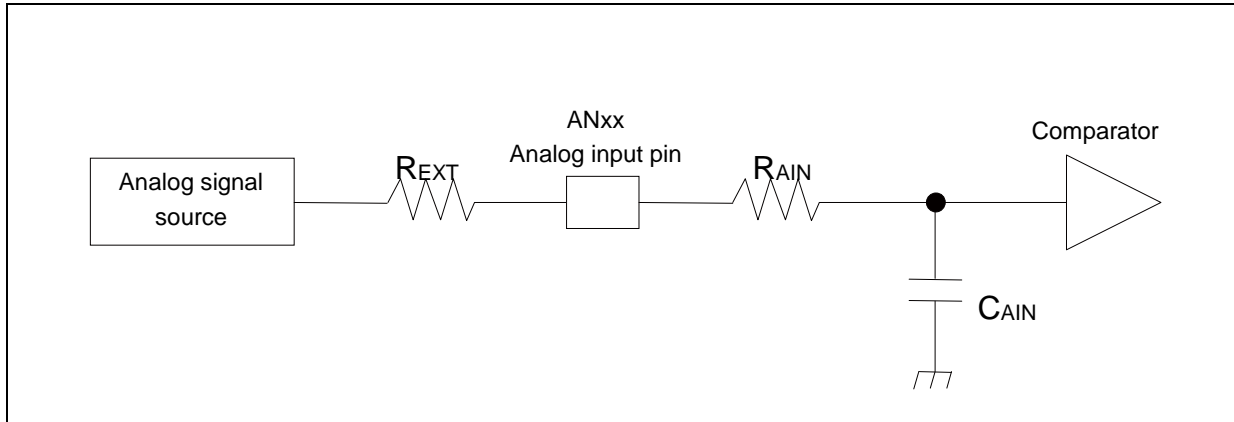 Analog signal
source
REXT
ANxx
Analog input pin
RAIN
CAIN
Comparator